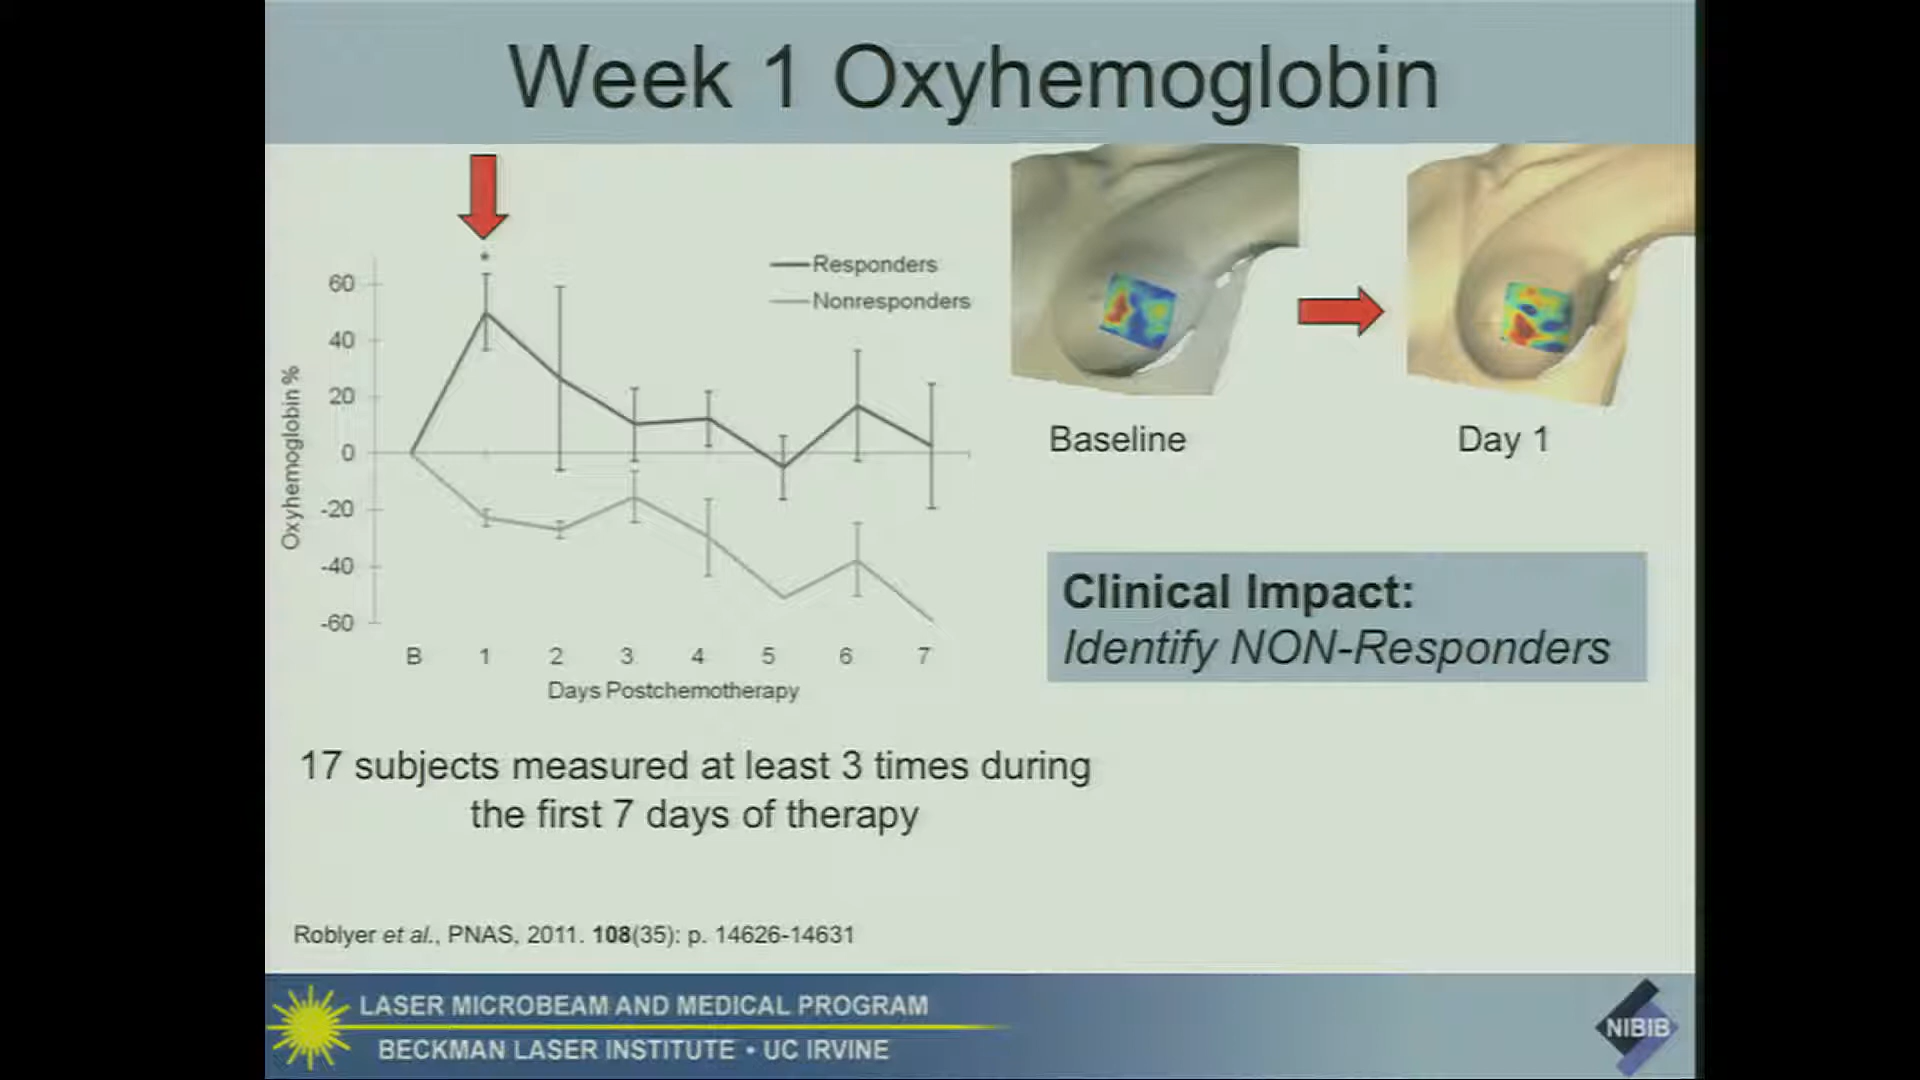 Week 1 Oxyhemoglobin
*
Responders
Nonresponders
60
40
20
0
-20
-40
-60
Oxyhemoglobin %
B 1 2 3 4 5 6 7
Days Postchemotherapy
Baseline
Day 1
Clinical Impact:
Identify NON-Responders
17 subjects measured at least 3 times during
the first 7 days of therapy
Roblyer et al., PNAS, 2011. 108(35): p. 14626-14631
LASER MICROBEAM AND MEDICAL PROGRAM
BECKMAN LASER INSTITUTE • UC IRVINE
NIBIB